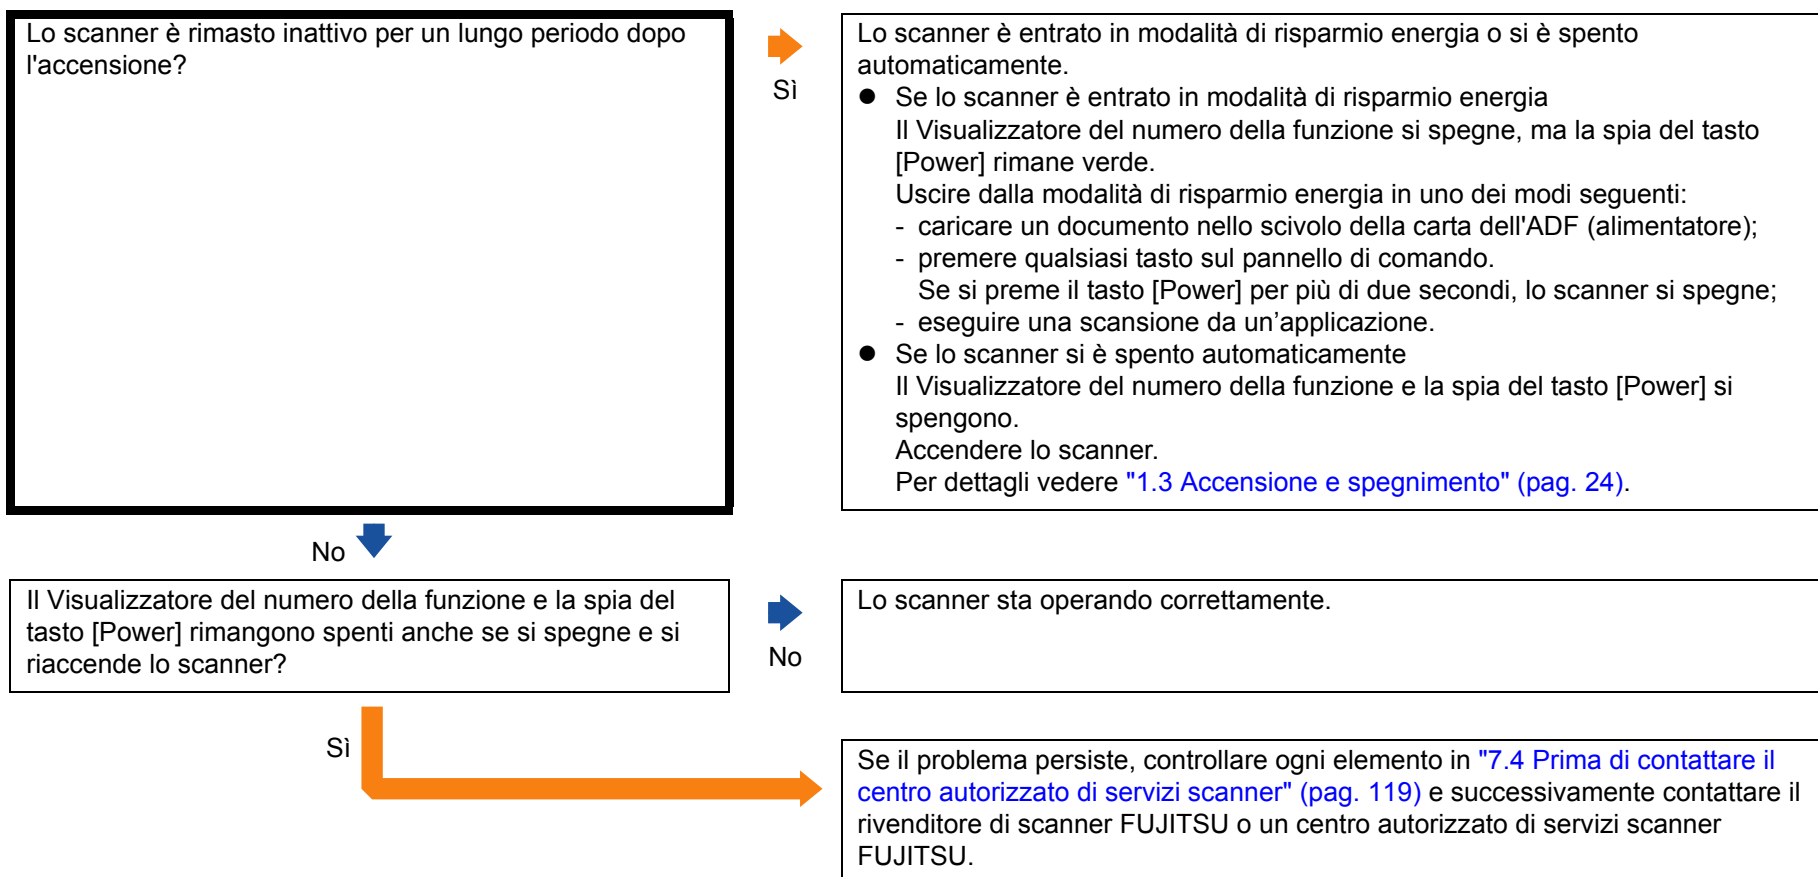 Lo scanner è rimasto inattivo per un lungo periodo dopo
l'accensione?
Sì
Lo scanner è entrato in modalità di risparmio energia o si è spento
automaticamente.
● Se lo scanner è entrato in modalità di risparmio energia
Il Visualizzatore del numero della funzione si spegne, ma la spia del tasto
[Power] rimane verde.
Uscire dalla modalità di risparmio energia in uno dei modi seguenti:
- caricare un documento nello scivolo della carta dell'ADF (alimentatore);
- premere qualsiasi tasto sul pannello di comando.
Se si preme il tasto [Power] per più di due secondi, lo scanner si spegne;
- eseguire una scansione da un’applicazione.
● Se lo scanner si è spento automaticamente
Il Visualizzatore del numero della funzione e la spia del tasto [Power] si
spengono.
Accendere lo scanner.
Per dettagli vedere "1.3 Accensione e spegnimento" (pag. 24).
No
Il Visualizzatore del numero della funzione e la spia del
tasto [Power] rimangono spenti anche se si spegne e si
riaccende lo scanner?
No
Lo scanner sta operando correttamente.
Sì
Se il problema persiste, controllare ogni elemento in "7.4 Prima di contattare il
centro autorizzato di servizi scanner" (pag. 119) e successivamente contattare il
rivenditore di scanner FUJITSU o un centro autorizzato di servizi scanner
FUJITSU.